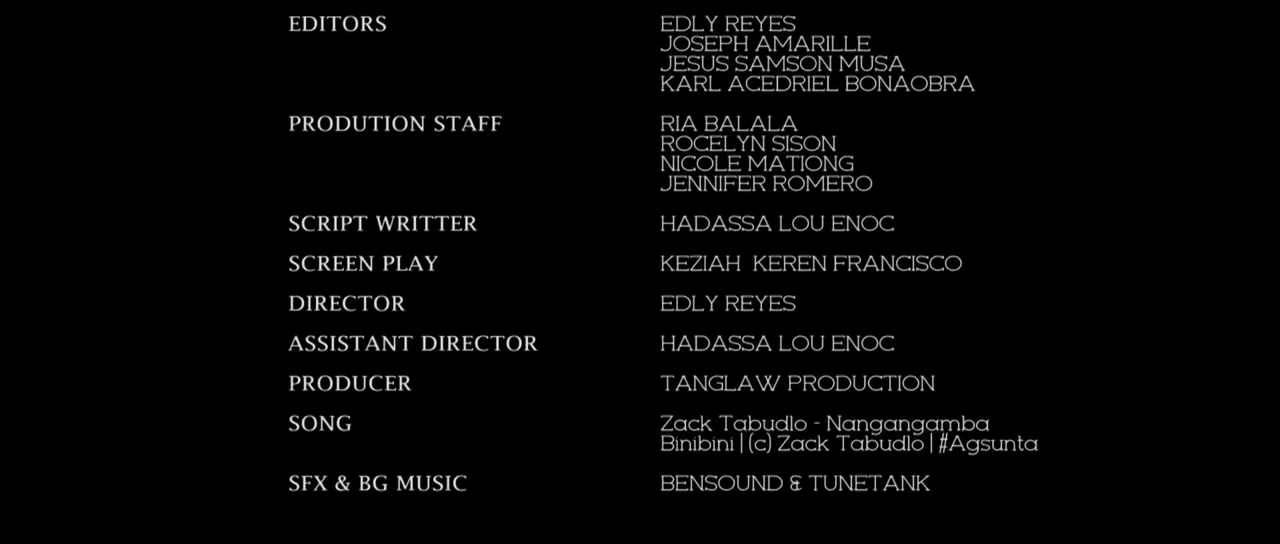 EDITORS EDLY REYES
JOSEPH AMARILLE
JESUS SAMSON MUSA
KARL ACEDRIEL BONAOBRA
PRODUTION STAFF RIA BALALA
ROCELYN SISON
NICOLE MATIONG
JENNIFER ROMERO
SCRIPT WRITTER HADASSA LOU ENOC
SCREEN PLAY KEZIAH KEREN FRANCISCO
DIRECTOR EDLY REYES
ASSISTANT DIRECTOR HADASSA LOU ENOC
PRODUCER TANGLAW PRODUCTION
SONG Zack Tabudlo - Nangangamba
Binibini | (c) Zack Tabudlo | #Agsunta
SFX & BG MUSIC BENSOUND & TUNETANK